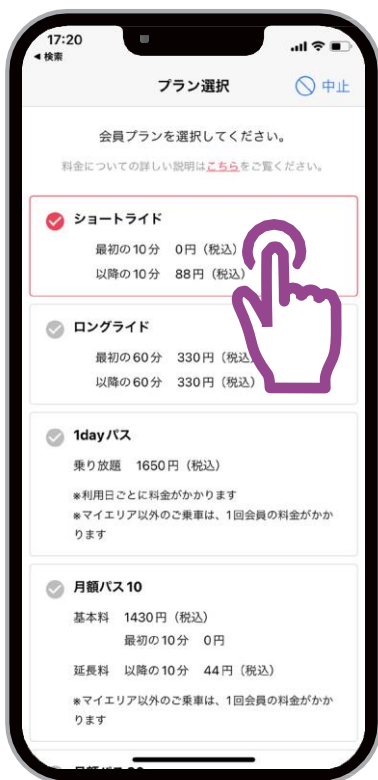 17:20
◀ 検索
プラン選択
中止
会員プランを選択してください。
料金についての詳しい説明はこちらをご覧ください。
ショートライド
最初の10分 0円（税込）
以降の10分 88円（税込）
ロングライド
最初の60分 330円（税込
以降の60分 330円（税込）
1dayパス
乗り放題 1650円（税込）
※利用日ごとに料金がかかります
※マイエリア以外のご乗車は、1回会員の料金がかか
ります
月額パス10
基本料 1430円（税込）
最初の10分 0円
延長料 以降の10分 44円（税込）
※マイエリア以外のご乗車は、1回会員の料金がかか
ります